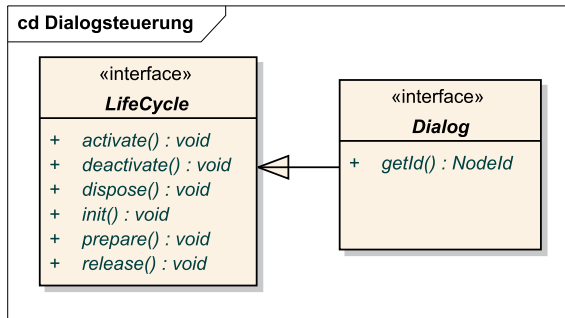 cd Dialogsteuerung
«interface»
LifeCycle
+ activate() : void
+ deactivate() : void
+ dispose() : void
+ init() : void
+ prepare() : void
+ release() : void
«interface»
Dialog
+ getId() : NodeId